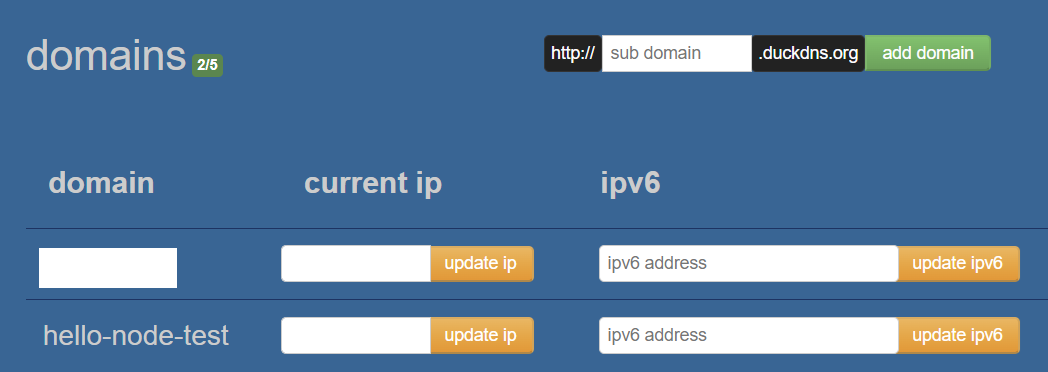 domains 2/5 http:// sub domain .duckdns.org add domain
domain current ip ipv6
update ip ipv6 address update ipv6
hello-node-test update ip ipv6 address update ipv6